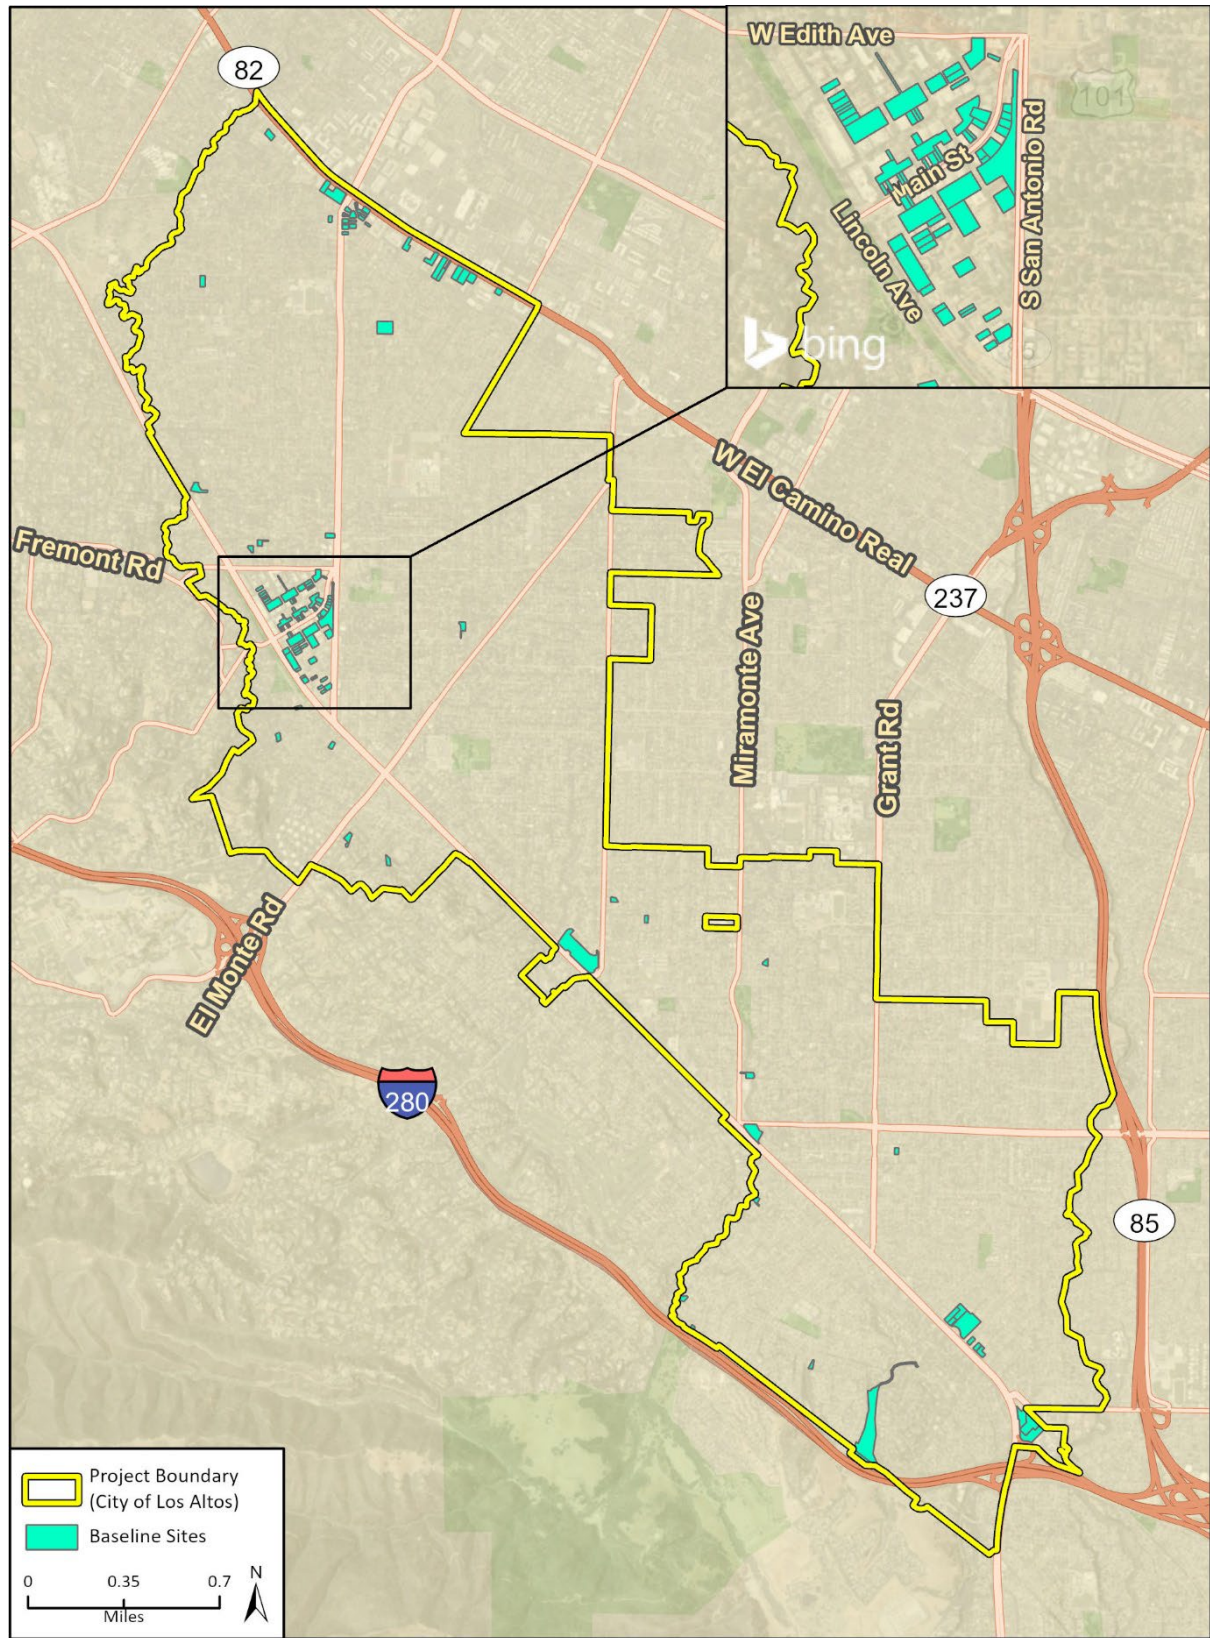 82
W Edith Ave
101
Main St
Lincoln Ave
S San Antonio Rd
bing
W El Camino Real
Fremont Rd
237
Miramonte Ave
Grant Rd
El Monte Rd
280
85
Project Boundary
(City of Los Altos)
Baseline Sites
0 0.35 0.7
Miles
N